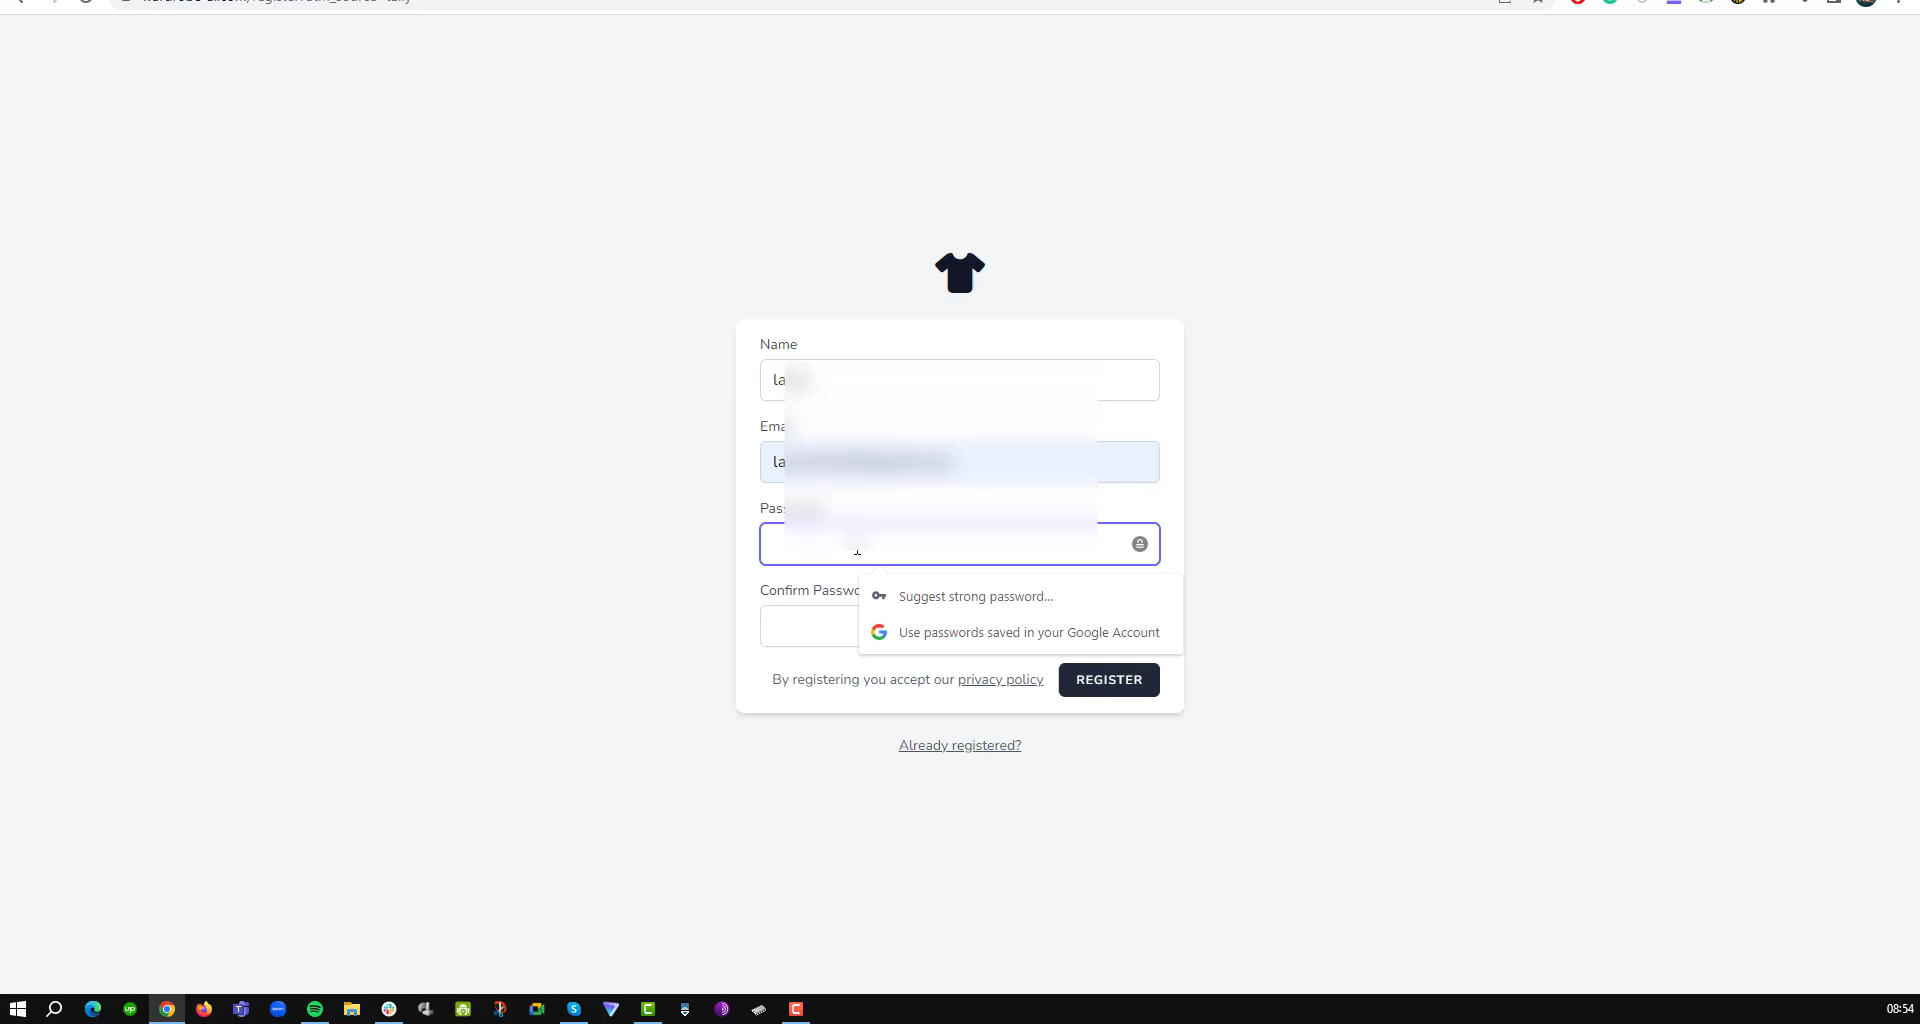 Name
la
Ema
la
Pass
Confirm Passwo
Suggest strong password...
Use passwords saved in your Google Account
By registering you accept our privacy policy
REGISTER
Already registered?
08:54